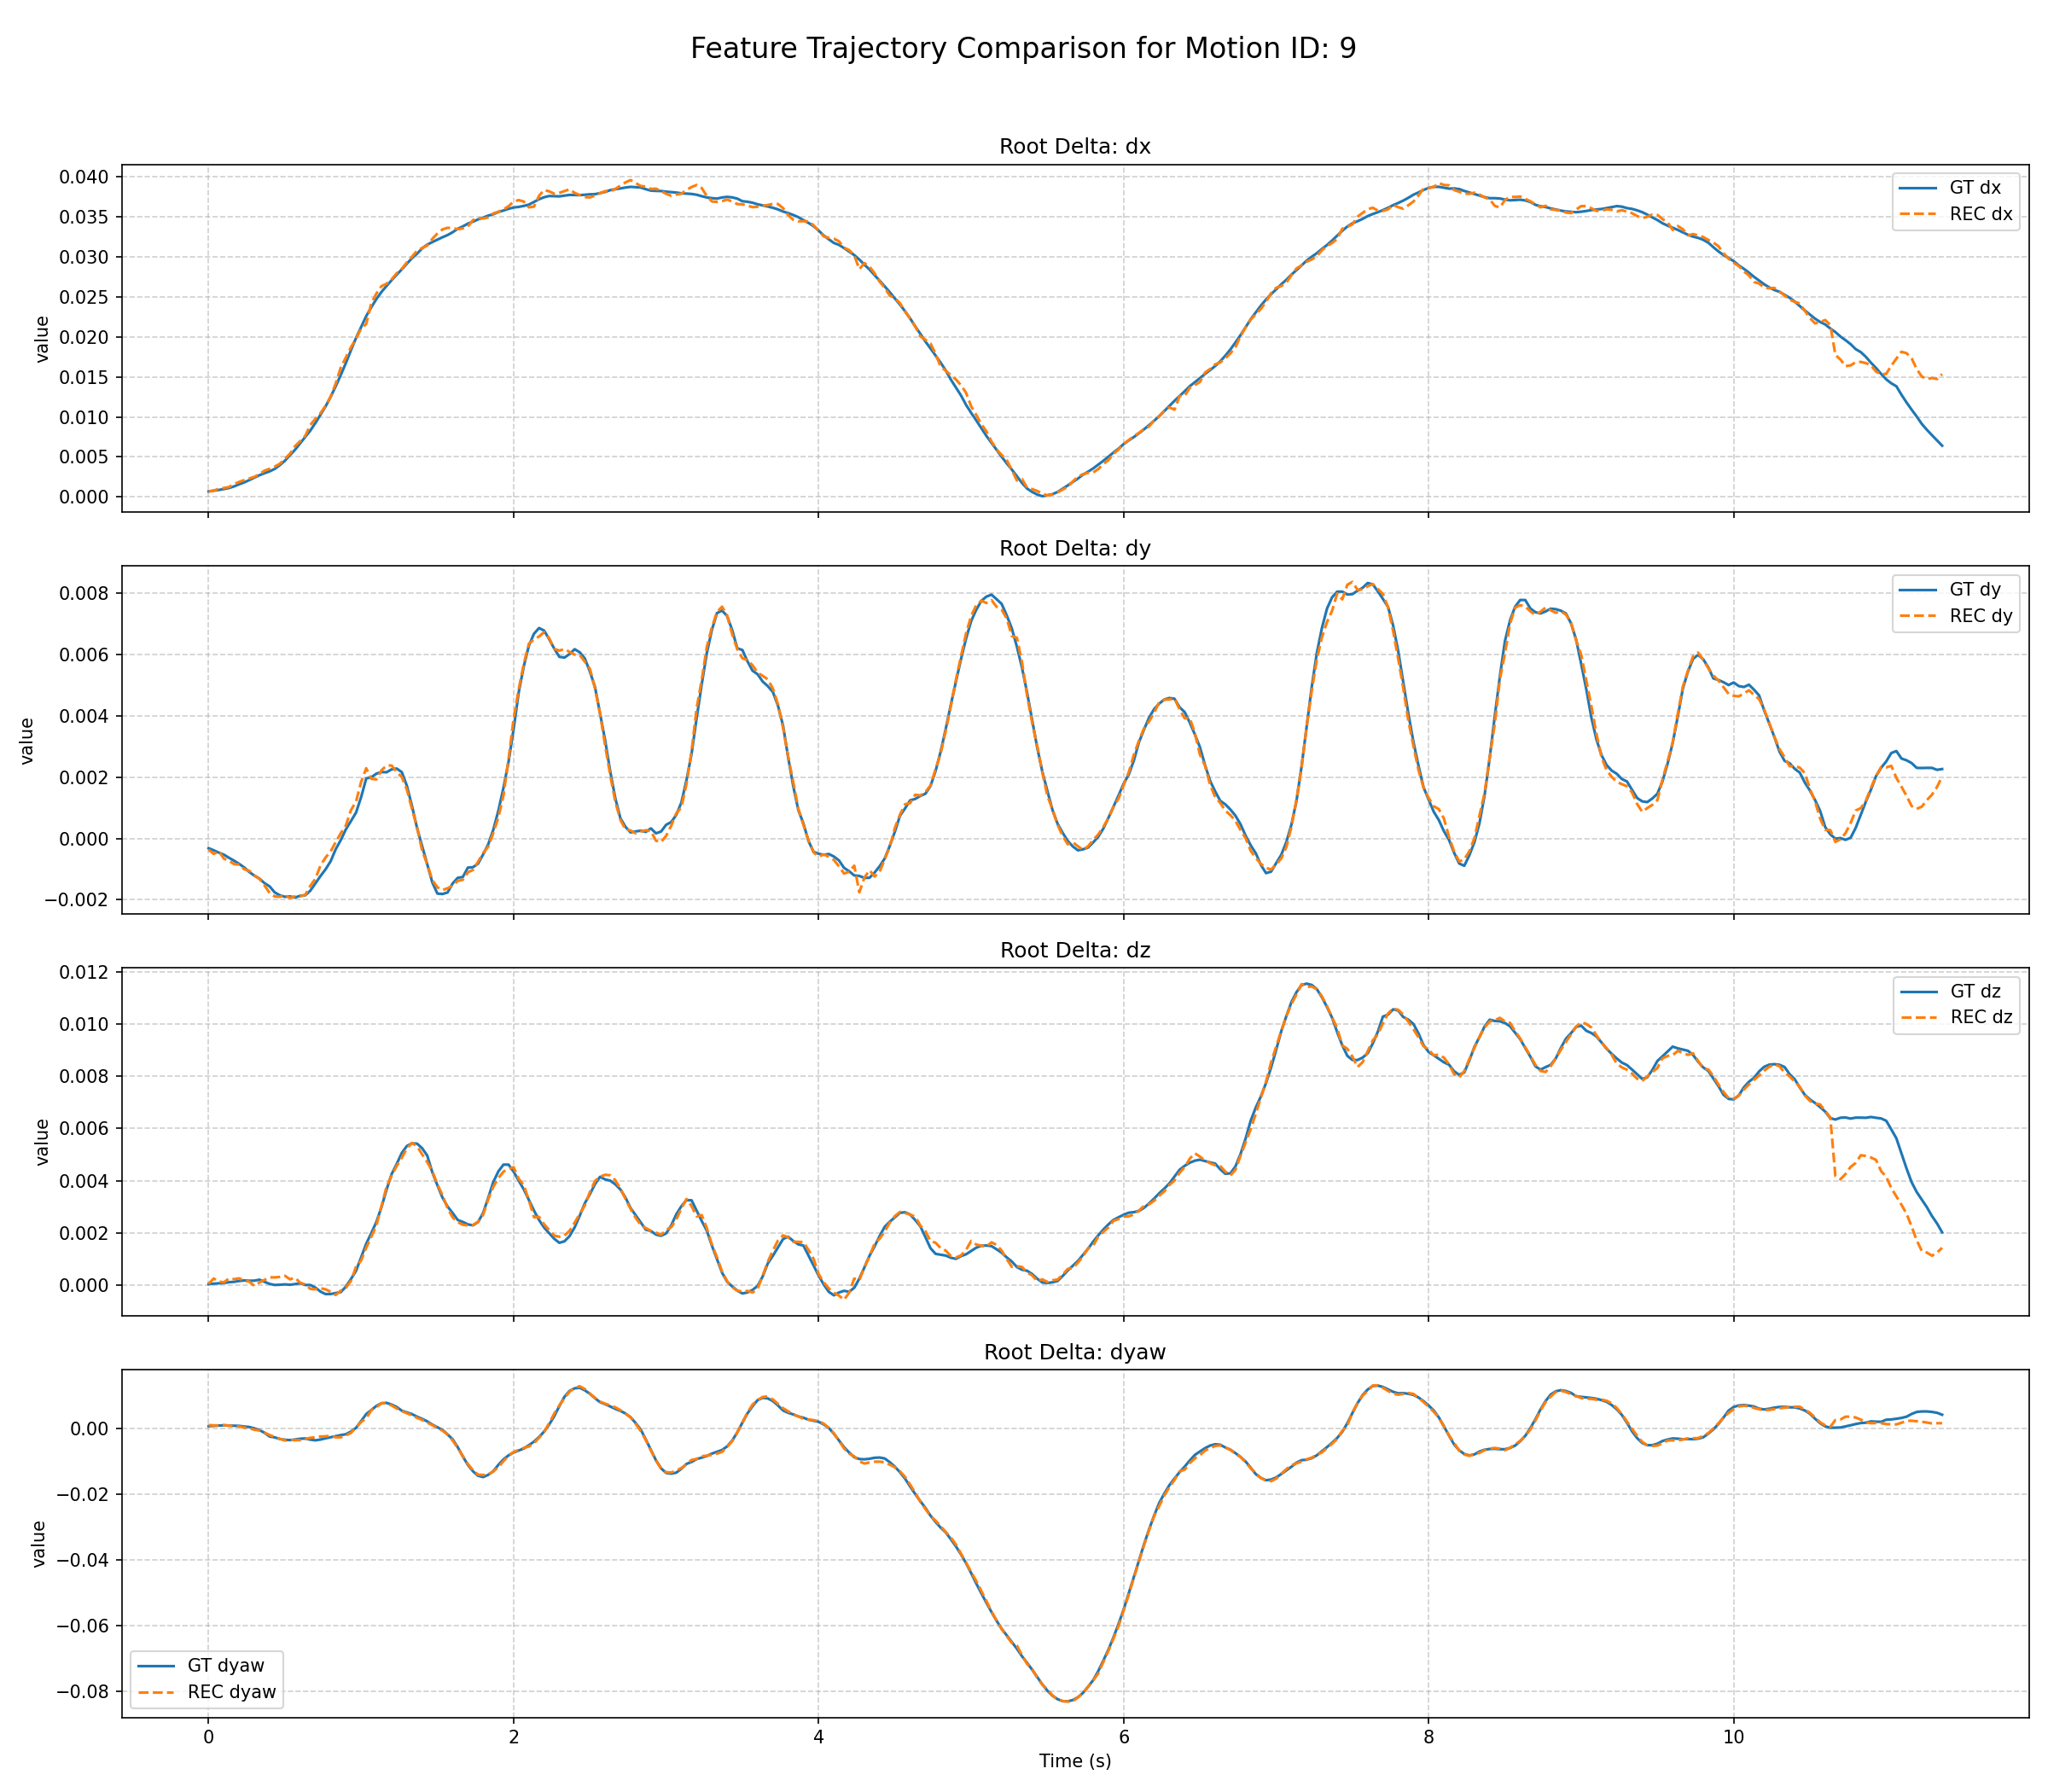 Feature Trajectory Comparison for Motion ID: 9
Root Delta: dx
0.040
0.035
0.030
0.025
0.020
0.015
0.010
0.005
0.000
value
GT dx
REC dx
Root Delta: dy
0.008
0.006
0.004
0.002
0.000
−0.002
value
GT dy
REC dy
Root Delta: dz
0.012
0.010
0.008
0.006
0.004
0.002
0.000
value
GT dz
REC dz
Root Delta: dyaw
0.00
−0.02
−0.04
−0.06
−0.08
value
GT dyaw
REC dyaw
0 2 4 6 8 10
Time (s)